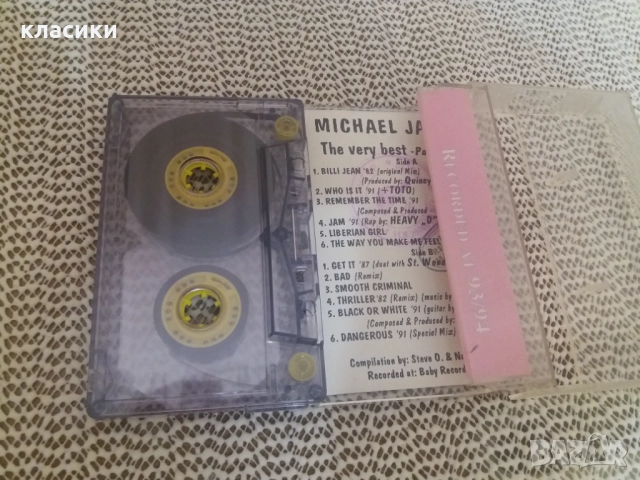 класики
MICHAEL JA
The very best - Pa
Side A
1. BILLI JEAN '82 (original Mix)
(Produced by: Quincy
2. WHO IS IT '91 (+TOTO)
3. REMEMBER THE TIME '91
(Composed & Produced
4. JAM '91 (Rap by: HEAVY „D"
5. LIBERIAN GIRL
6. THE WAY YOU MAKE ME FEEL
Side B
1. GET IT '87 (duet with St. Wond
2. BAD (Remix)
3. SMOOTH CRIMINAL
4. THRILLER '82 (Remix) (music by
5. BLACK OR WHITE '91 (guitar by
(Composed & Produced by:
6. DANGEROUS '91 (Special Mix)
Compilation by: Steve O. & N
Recorded at: Baby Record
RECORDED AT 93/94
BAZAR